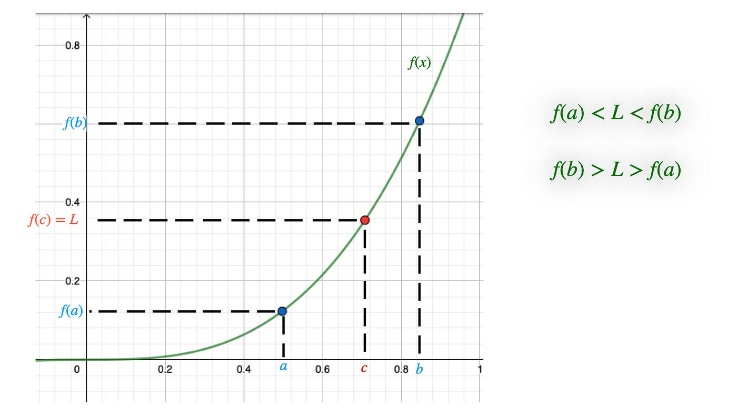 0.8
f(x)
f(b)
0.4
f(c) = L
0.2
f(a)
0 0.2 0.4 a 0.6 c 0.8 b 1
f(a) < L < f(b)
f(b) > L > f(a)